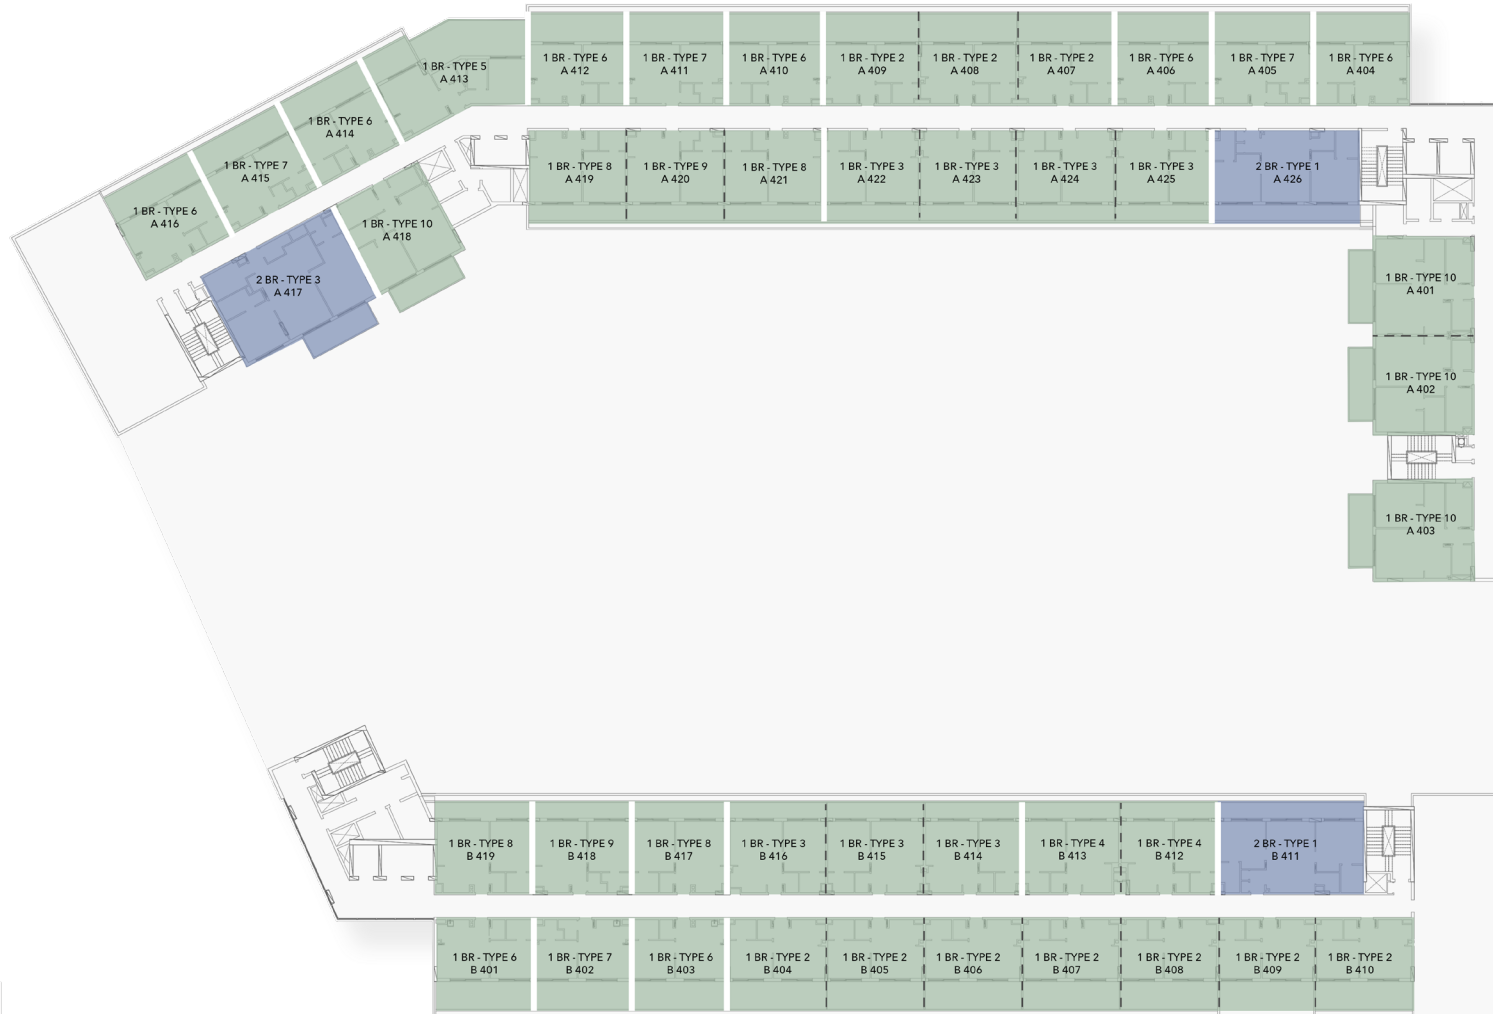 1 BR - TYPE 5
A 413
1 BR - TYPE 6
A 412
1 BR - TYPE 7
A 411
1 BR - TYPE 6
A 410
1 BR - TYPE 2
A 409
1 BR - TYPE 2
A 408
1 BR - TYPE 2
A 407
1 BR - TYPE 6
A 406
1 BR - TYPE 7
A 405
1 BR - TYPE 6
A 404
1 BR - TYPE 6
A 414
1 BR - TYPE 7
A 415
1 BR - TYPE 6
A 416
1 BR - TYPE 8
A 419
1 BR - TYPE 9
A 420
1 BR - TYPE 8
A 421
1 BR - TYPE 3
A 422
1 BR - TYPE 3
A 423
1 BR - TYPE 3
A 424
1 BR - TYPE 3
A 425
2 BR - TYPE 1
A 426
1 BR - TYPE 10
A 418
2 BR - TYPE 3
A 417
1 BR - TYPE 10
A 401
1 BR - TYPE 10
A 402
1 BR - TYPE 10
A 403
1 BR - TYPE 8
B 419
1 BR - TYPE 9
B 418
1 BR - TYPE 8
B 417
1 BR - TYPE 3
B 416
1 BR - TYPE 3
B 415
1 BR - TYPE 3
B 414
1 BR - TYPE 4
B 413
1 BR - TYPE 4
B 412
2 BR - TYPE 1
B 411
1 BR - TYPE 6
B 401
1 BR - TYPE 7
B 402
1 BR - TYPE 6
B 403
1 BR - TYPE 2
B 404
1 BR - TYPE 2
B 405
1 BR - TYPE 2
B 406
1 BR - TYPE 2
B 407
1 BR - TYPE 2
B 408
1 BR - TYPE 2
B 409
1 BR - TYPE 2
B 410